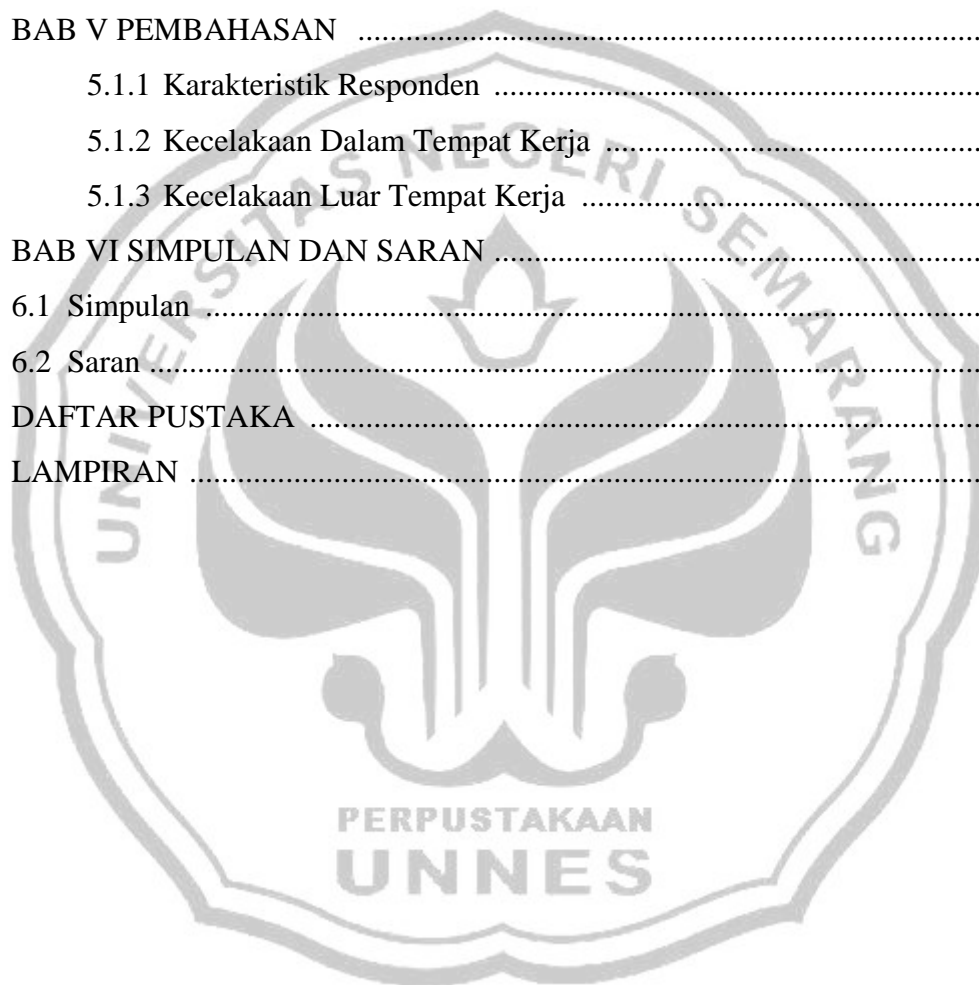 BAB V PEMBAHASAN ................................................................................
5.1.1 Karakteristik Responden ..............................................................
5.1.2 Kecelakaan Dalam Tempat Kerja ................................................
5.1.3 Kecelakaan Luar Tempat Kerja ...................................................
BAB VI SIMPULAN DAN SARAN ..............................................................
6.1 Simpulan ...................................................................................................
6.2 Saran ..........................................................................................................
DAFTAR PUSTAKA .....................................................................................
LAMPIRAN ....................................................................................................
UNIVERSITAS NEGERI SEMARANG
PERPUSTAKAAN
UNNES